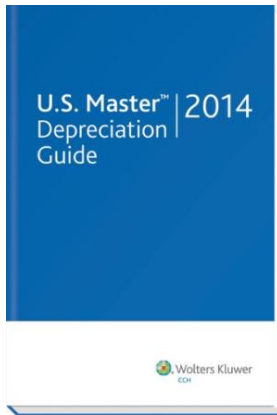 U.S. Master™ 2014
Depreciation
Guide
Wolters Kluwer
CCH